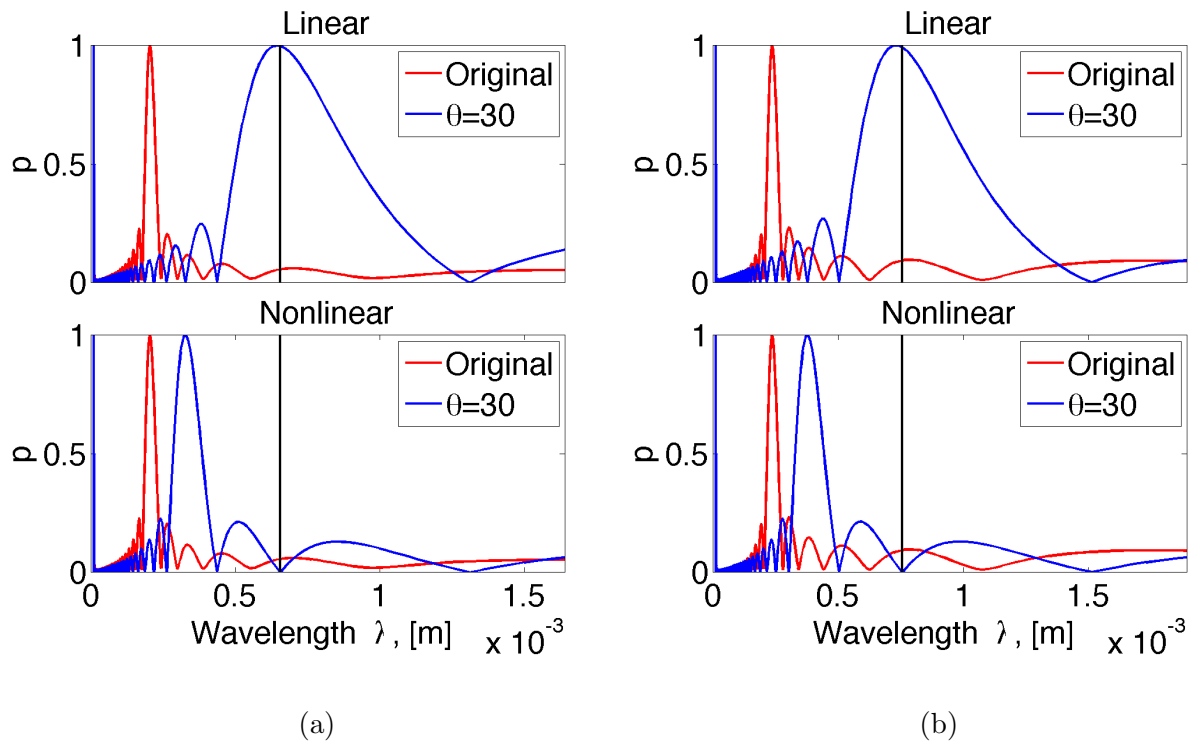 Linear
1
0.5
0
p
Original
θ=30
Nonlinear
1
0.5
0
p
Original
θ=30
0
0.5
1
1.5
Wavelength λ, [m]
x 10⁻³
(a)
Linear
1
0.5
0
p
Original
θ=30
Nonlinear
1
0.5
0
p
Original
θ=30
0
0.5
1
1.5
Wavelength λ, [m]
x 10⁻³
(b)